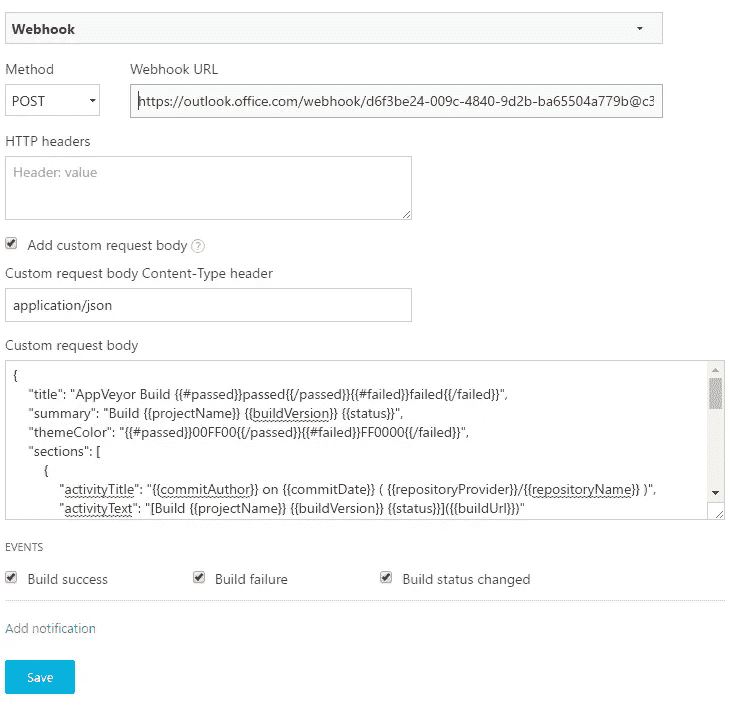 Webhook
Method Webhook URL
POST https://outlook.office.com/webhook/d6f3be24-009c-4840-9d2b-ba65504a779b@c3
HTTP headers
Header: value
Add custom request body ?
Custom request body Content-Type header
application/json
Custom request body
{
"title": "AppVeyor Build {{#passed}}passed{{/passed}}{{#failed}}failed{{/failed}}",
"summary": "Build {{projectName}} {{buildVersion}} {{status}}",
"themeColor": "{{#passed}}00FF00{{/passed}}{{#failed}}FF0000{{/failed}}",
"sections": [
{
"activityTitle": "{{commitAuthor}} on {{commitDate}} ( {{repositoryProvider}}/{{repositoryName}} )",
"activityText": "[Build {{projectName}} {{buildVersion}} {{status}}]({{buildUrl}})"
EVENTS
Build success Build failure Build status changed
Add notification
Save